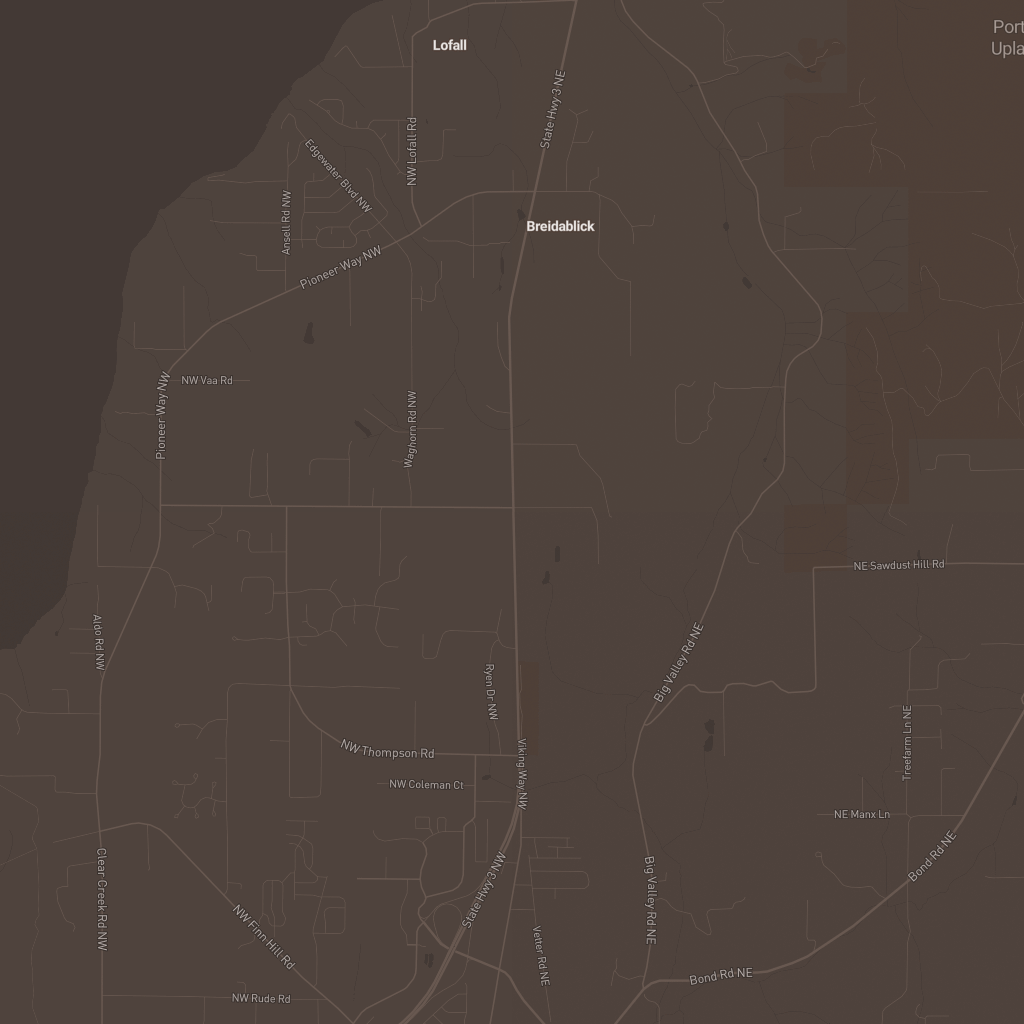 Port
Upla
Lofall
State Hwy 3 NE
NW Lofall Rd
Edgewater Blvd NW
Ansell Rd NW
Breidablick
Pioneer Way NW
NW Vaa Rd
Pioneer Way NW
Waghorn Rd NW
NE Sawdust Hill Rd
Aldo Rd NW
Big Valley Rd NE
Ryen Dr NW
Treefarm Ln NE
NW Thompson Rd
Viking Way NW
NW Coleman Ct
NE Manx Ln
Bond Rd NE
Clear Creek Rd NW
State Hwy 3 NW
Big Valley Rd NE
NW Finn Hill Rd
Vetter Rd NE
Bond Rd NE
NW Rude Rd